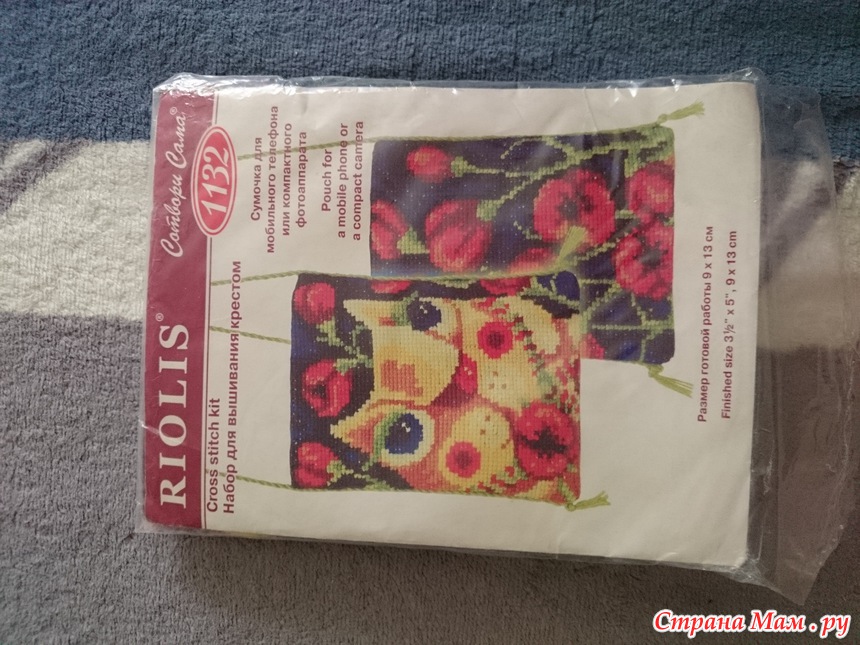 RIOLIS®
Сотвори Сама®
1132
Cross stitch kit
Набор для вышивания крестом
Сумочка для
мобильного телефона
или компактного
фотоаппарата
Pouch for
a mobile phone or
a compact camera
Размер готовой работы 9 x 13 см
Finished size 3½" x 5", 9 x 13 cm
Страна Мам.ру